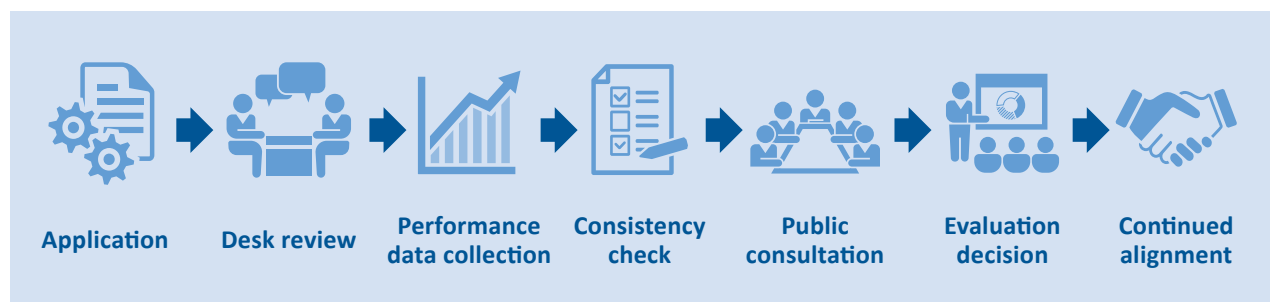 Application
Desk review
Performance
data collection
Consistency
check
Public
consultation
Evaluation
decision
Continued
alignment